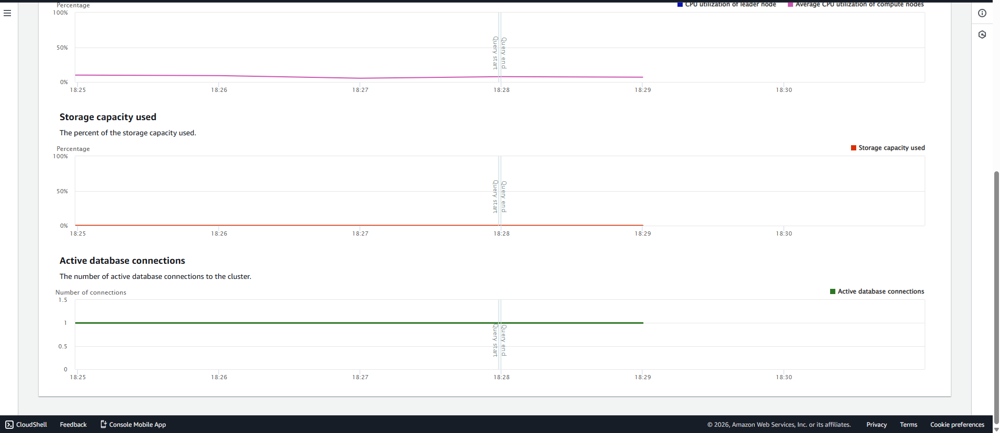 Percentage
CPU utilization of leader node Average CPU utilization of compute nodes
100%
50%
0%
Query start
Query end
18:25 18:26 18:27 18:28 18:29 18:30
Storage capacity used
The percent of the storage capacity used.
Percentage
Storage capacity used
100%
50%
0%
Query start
Query end
18:25 18:26 18:27 18:28 18:29 18:30
Active database connections
The number of active database connections to the cluster.
Number of connections
Active database connections
1.5
1
0.5
0
Query start
Query end
18:25 18:26 18:27 18:28 18:29 18:30
CloudShell Feedback Console Mobile App © 2026, Amazon Web Services, Inc. or its affiliates. Privacy Terms Cookie preferences